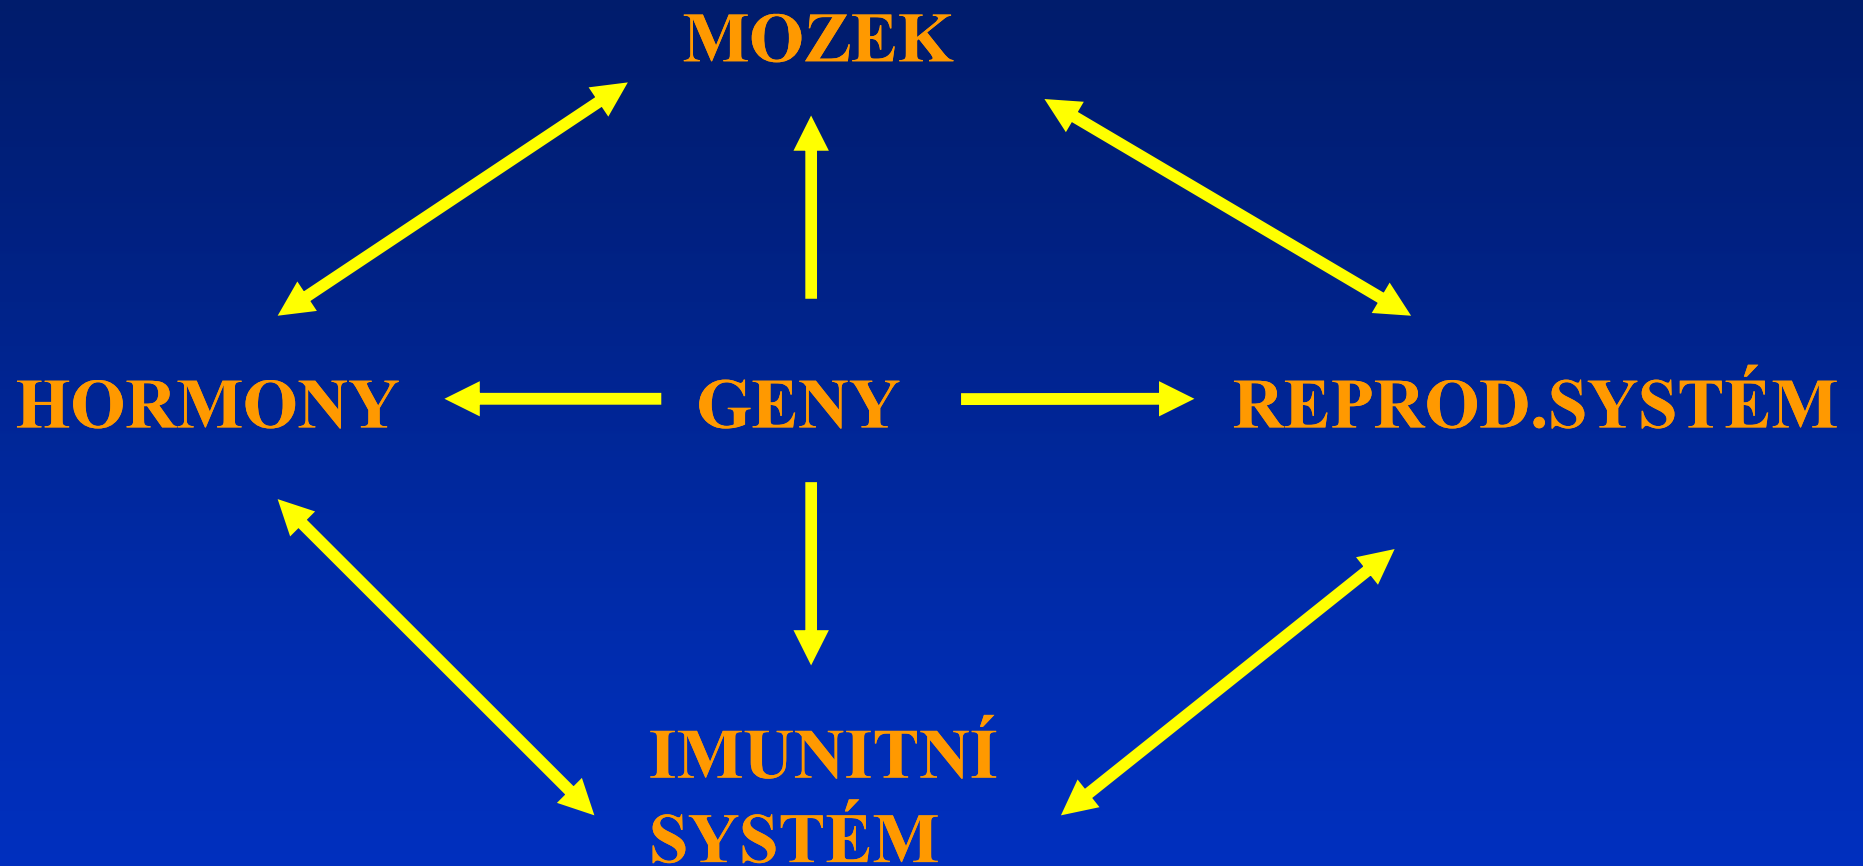 MOZEK
HORMONY
GENY
REPROD.SYSTÉM
IMUNITNÍ
SYSTÉM